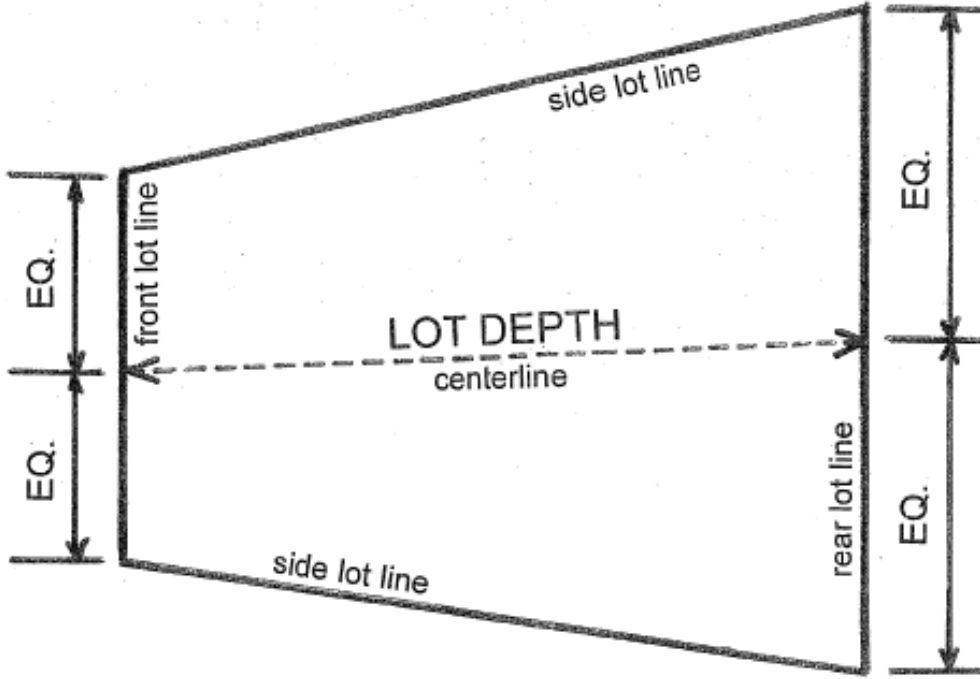 side lot line
EQ.
front lot line
EQ.
LOT DEPTH
centerline
EQ.
rear lot line
EQ.
side lot line